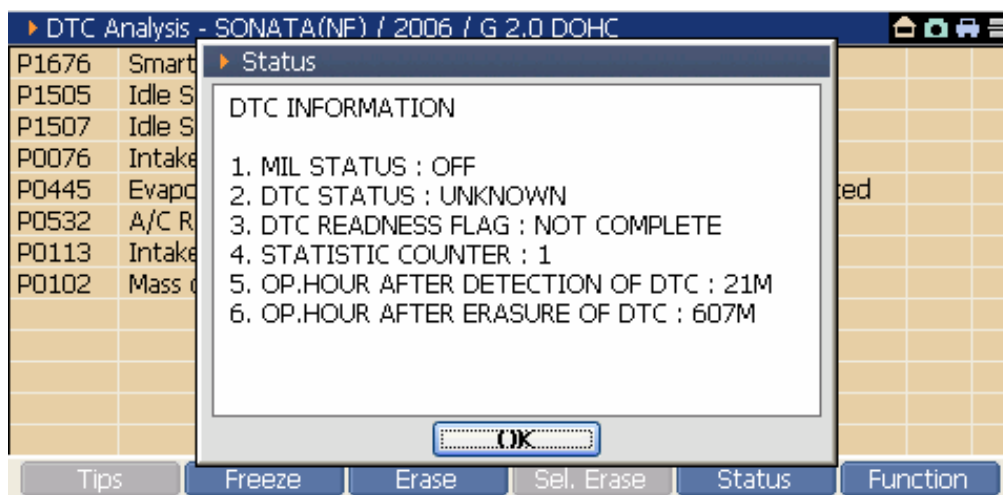 DTC Analysis - SONATA(NF) / 2006 / G 2.0 DOHC
P1676 Smart
P1505 Idle S
P1507 Idle S
P0076 Intake
P0445 Evapo
ted
P0532 A/C R
P0113 Intake
P0102 Mass
Status
DTC INFORMATION
1. MIL STATUS : OFF
2. DTC STATUS : UNKNOWN
3. DTC READNESS FLAG : NOT COMPLETE
4. STATISTIC COUNTER : 1
5. OP.HOUR AFTER DETECTION OF DTC : 21M
6. OP.HOUR AFTER ERASURE OF DTC : 607M
OK
Tips Freeze Erase Sel. Erase Status Function